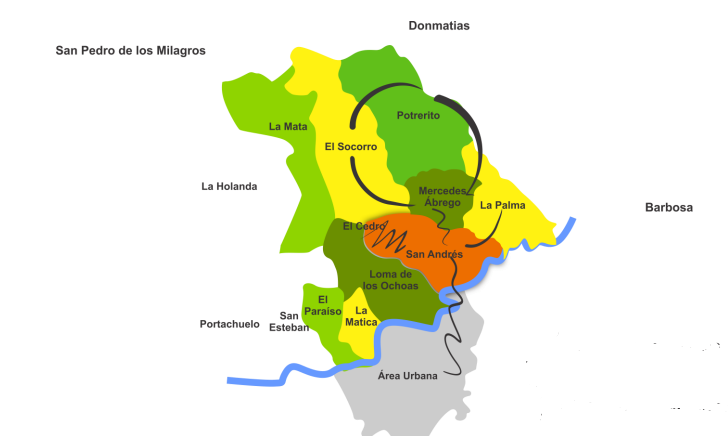 Donmatias
San Pedro de los Milagros
Potrerito
La Mata
El Socorro
La Holanda
Mercedes
Ábrego
La Palma
Barbosa
El Cedro
San Andrés
Loma de
los Ochoas
El
Paraíso
San
Esteban
La
Matica
Portachuelo
Área Urbana